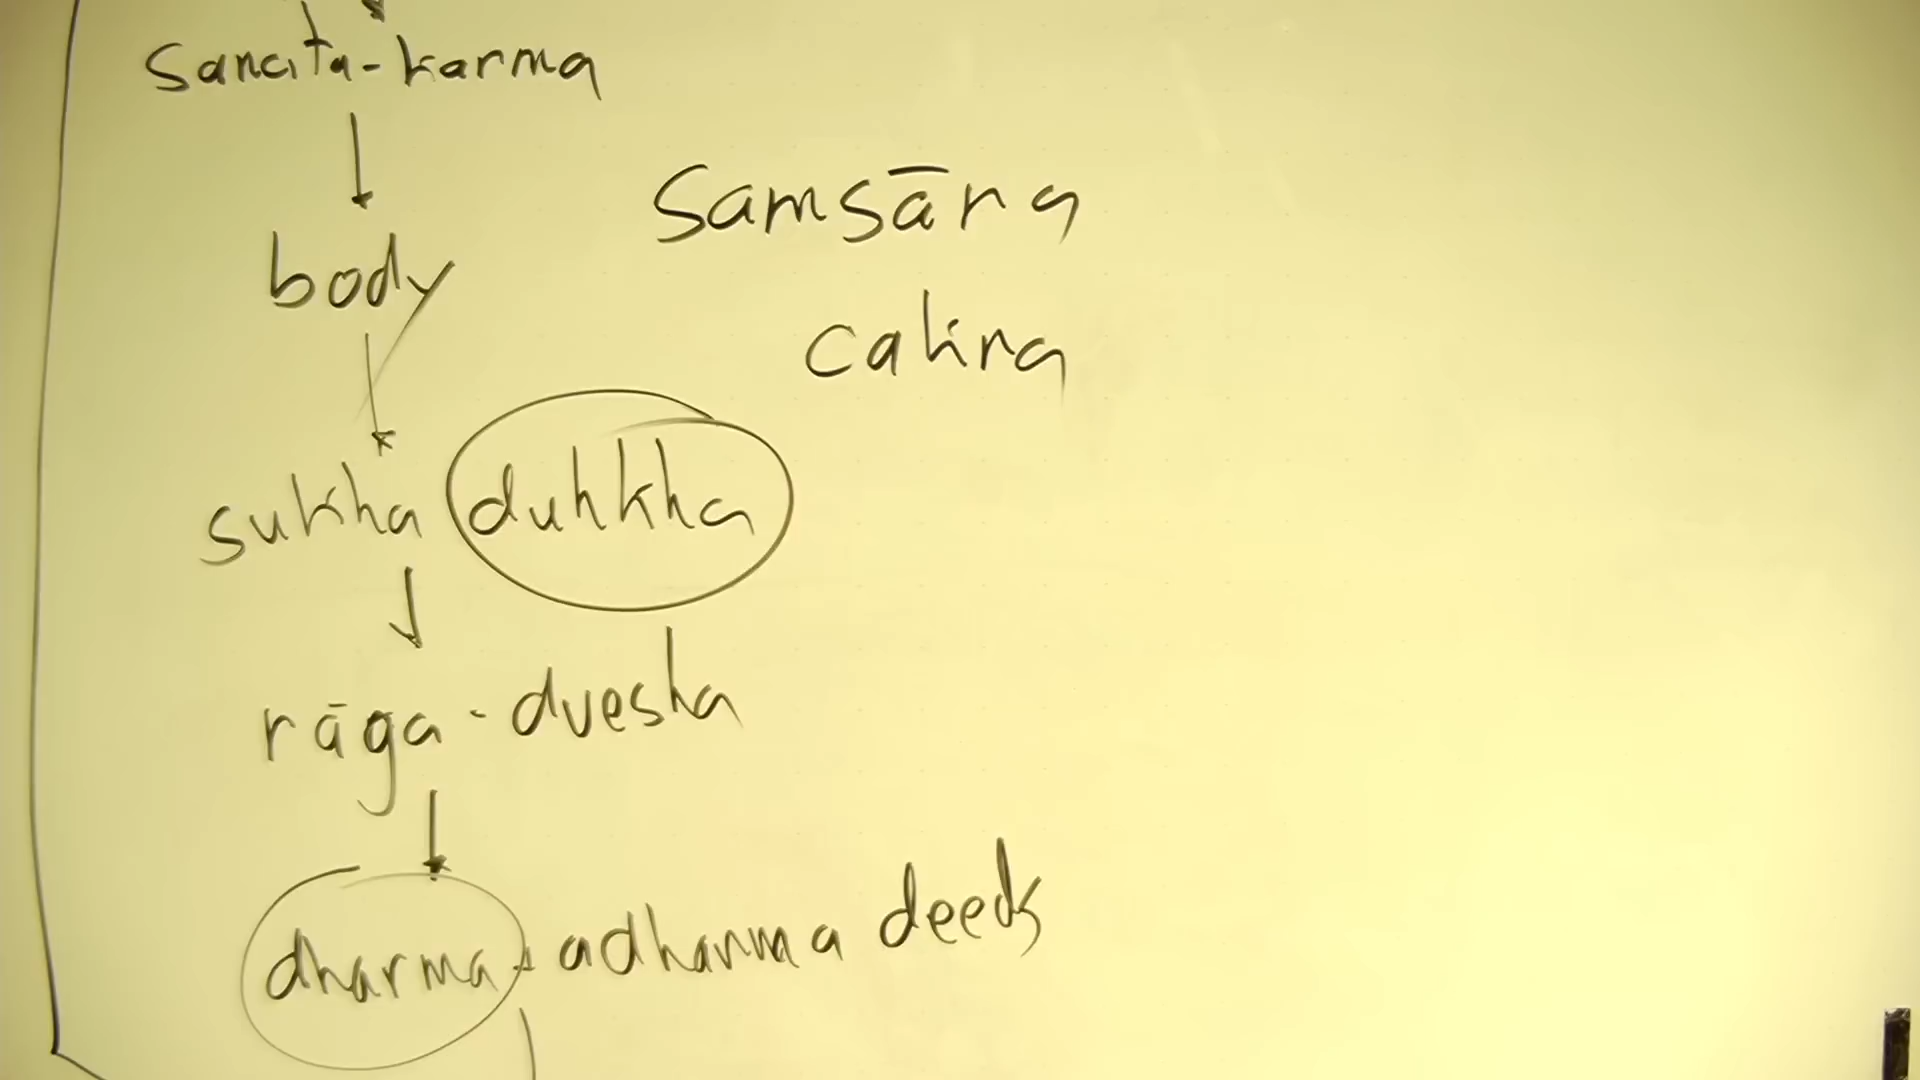 sancita-karma
body
samsāra
cakra
sukha duhkha
rāga - dvesha
dharma - adharma deeds